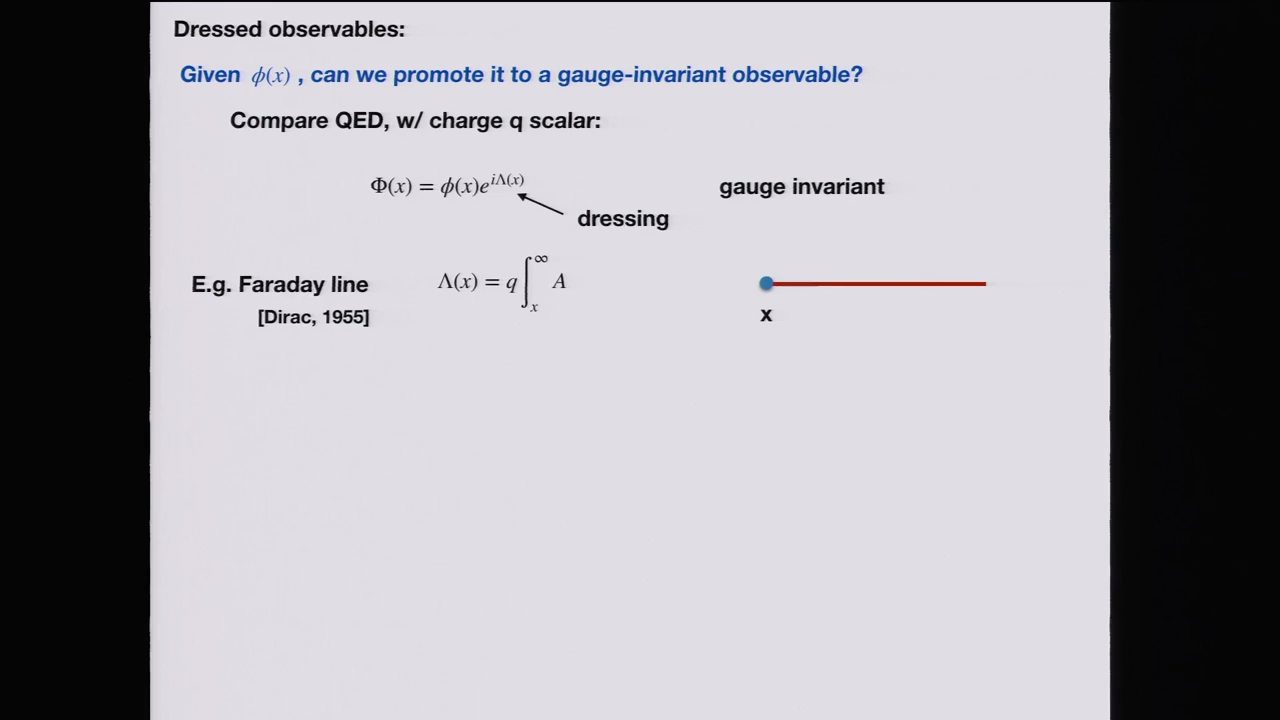 Dressed observables:
Given ϕ(x) , can we promote it to a gauge-invariant observable?
Compare QED, w/ charge q scalar:
Φ(x) = ϕ(x)e^{iΛ(x)} gauge invariant
dressing
E.g. Faraday line Λ(x) = q ∫_x^∞ A
[Dirac, 1955] x